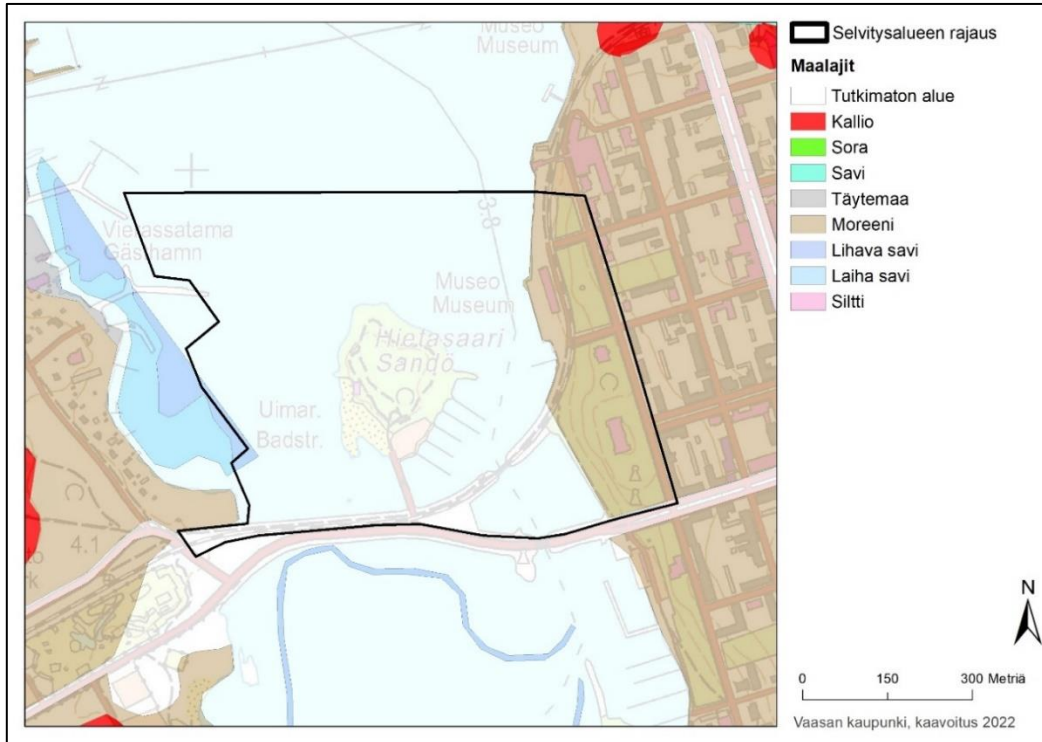 Museo
Museum
Vierassatama
Gästhamn
3.8
Museo
Museum
Hietasaari
Sandö
Uimar.
Badstr.
4.1
Selvitysalueen rajaus
Maalajit
Tutkimaton alue
Kallio
Sora
Savi
Täytemaa
Moreeni
Lihava savi
Laiha savi
Siltti
N
0 150 300 Metriä
Vaasan kaupunki, kaavoitus 2022